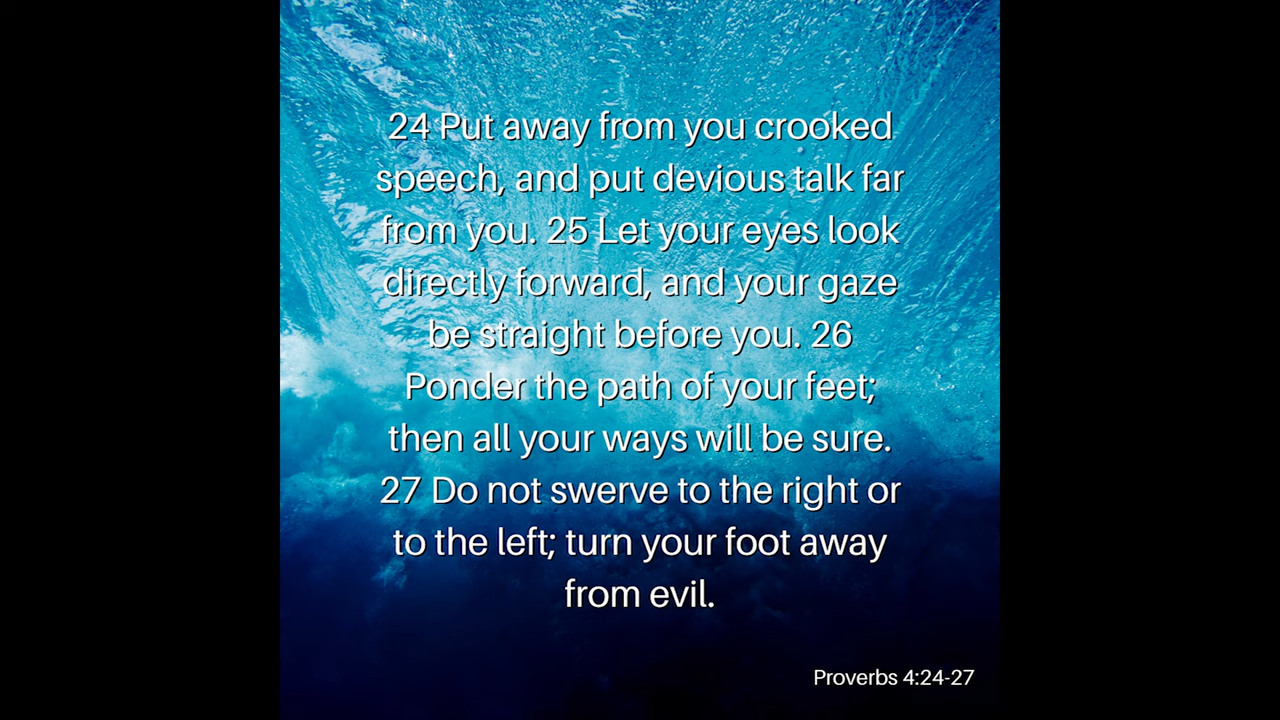 24 Put away from you crooked
speech, and put devious talk far
from you. 25 Let your eyes look
directly forward, and your gaze
be straight before you. 26
Ponder the path of your feet;
then all your ways will be sure.
27 Do not swerve to the right or
to the left; turn your foot away
from evil.
Proverbs 4:24-27